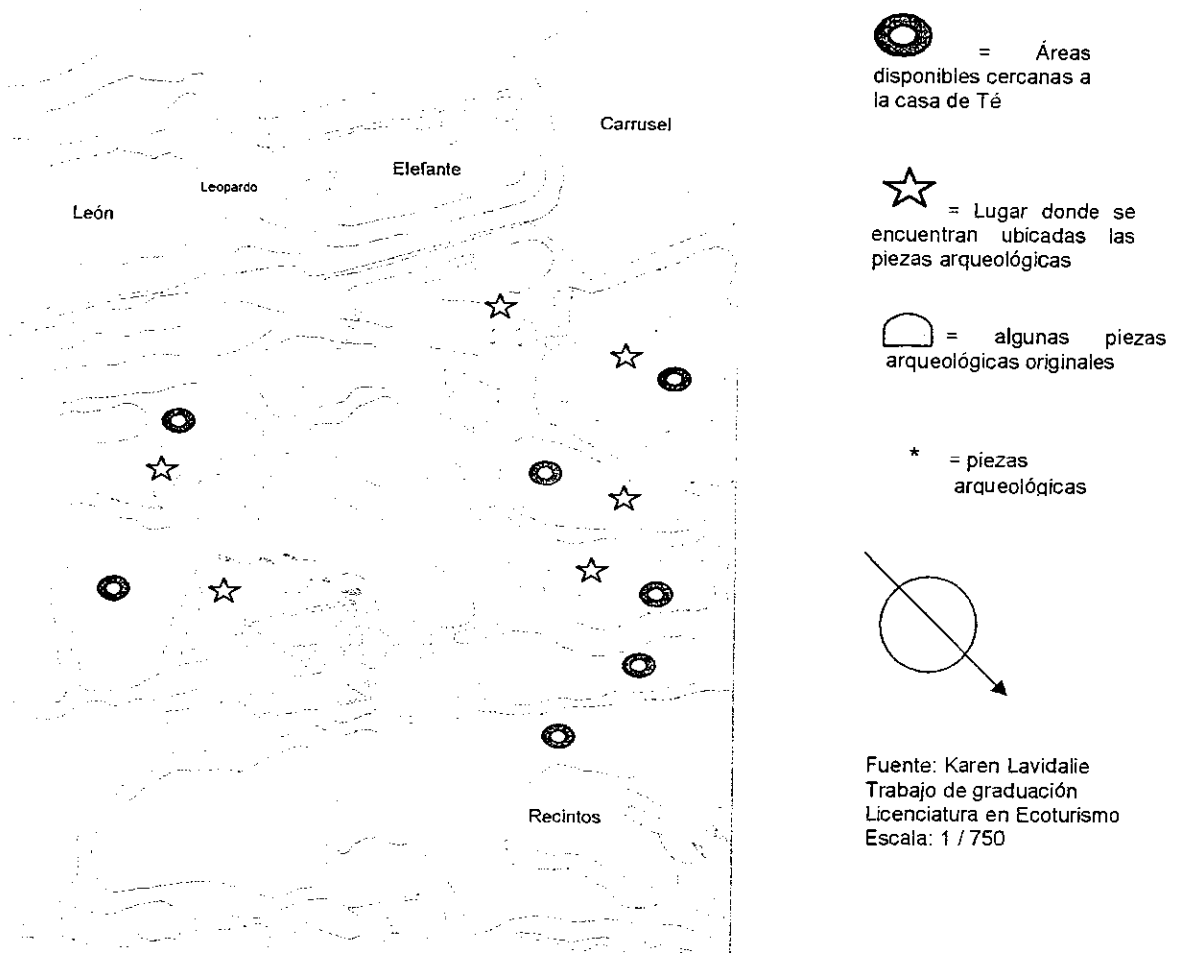 Carrusel
Elefante
Leopardo
León
Recintos
= Áreas
disponibles cercanas a
la casa de Té
= Lugar donde se
encuentran ubicadas las
piezas arqueológicas
= algunas piezas
arqueológicas originales
* = piezas
arqueológicas
Fuente: Karen Lavidalie
Trabajo de graduación
Licenciatura en Ecoturismo
Escala: 1 / 750